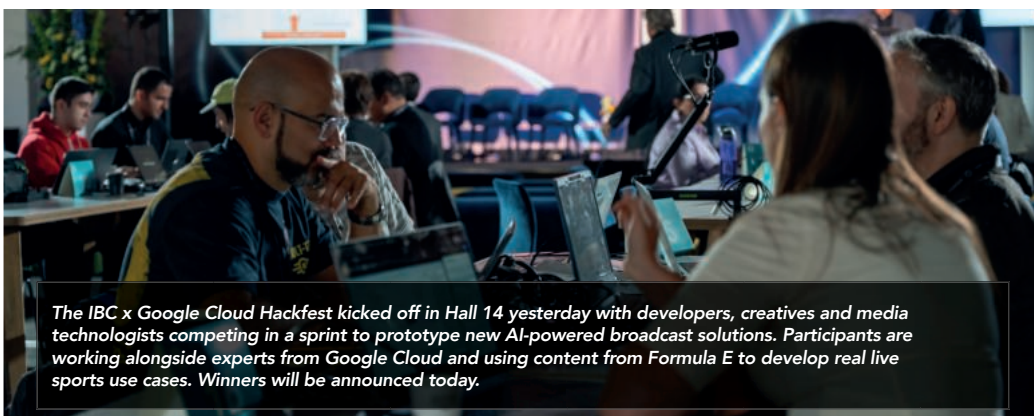 The IBC x Google Cloud Hackfest kicked off in Hall 14 yesterday with developers, creatives and media
technologists competing in a sprint to prototype new AI-powered broadcast solutions. Participants are
working alongside experts from Google Cloud and using content from Formula E to develop real live
sports use cases. Winners will be announced today.